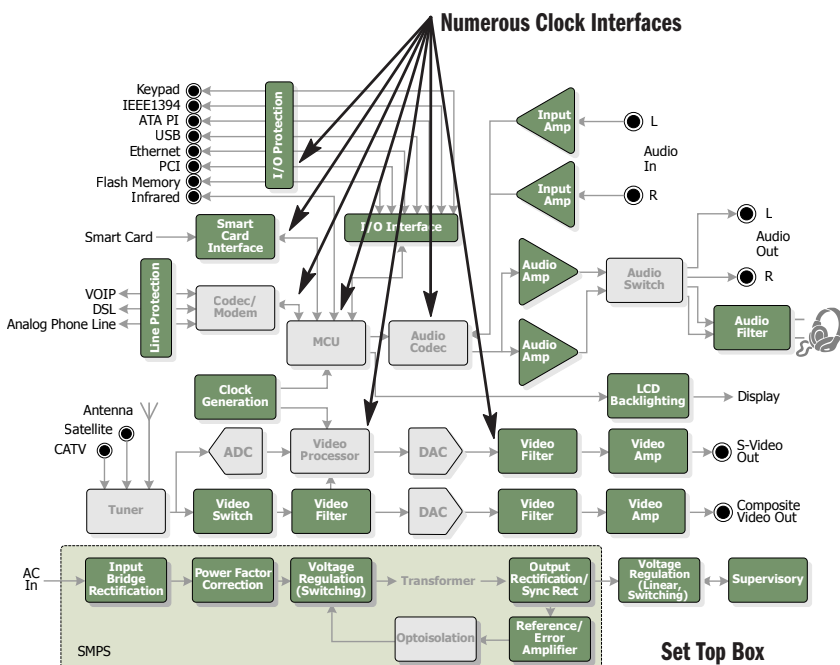 Numerous Clock Interfaces
Keypad
IEEE1394
ATA PI
USB
Ethernet
PCI
Flash Memory
Infrared
I/O Protection
Input
Amp
L
Audio
In
Input
Amp
R
Smart Card
Smart
Card
Interface
I/O Interface
L
Audio
Out
R
Audio
Amp
Audio
Switch
VOIP
DSL
Analog Phone Line
Line Protection
Codec/
Modem
MCU
Audio
Codec
Audio
Amp
Audio
Filter
Clock
Generation
LCD
Backlighting
Display
Antenna
Satellite
CATV
ADC
Video
Processor
DAC
Video
Filter
Video
Amp
S-Video
Out
Tuner
Video
Switch
Video
Filter
DAC
Video
Filter
Video
Amp
Composite
Video Out
AC
In
Input
Bridge
Rectification
Power Factor
Correction
Voltage
Regulation
(Switching)
Transformer
Output
Rectification/
Sync Rect
Voltage
Regulation
(Linear,
Switching)
Supervisory
Optoisolation
Reference/
Error
Amplifier
SMPS
Set Top Box